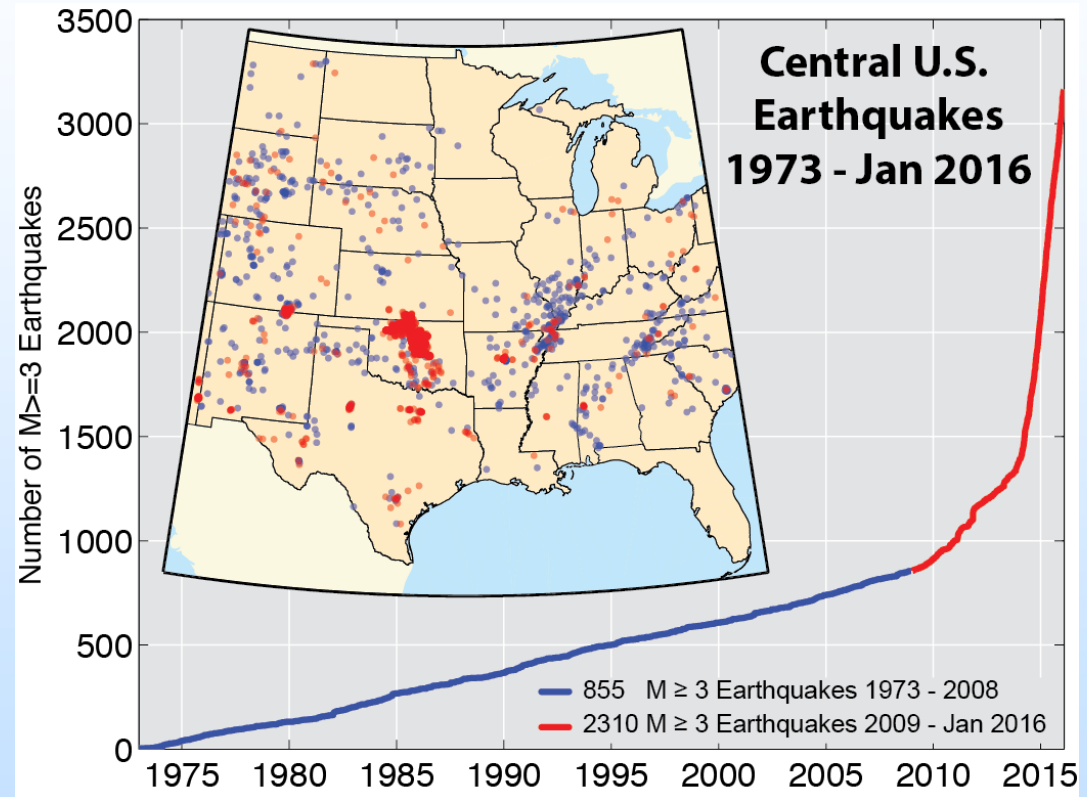 Central U.S.
Earthquakes
1973 - Jan 2016
Number of M>=3 Earthquakes
3500
3000
2500
2000
1500
1000
500
0
855 M ≥ 3 Earthquakes 1973 - 2008
2310 M ≥ 3 Earthquakes 2009 - Jan 2016
1975 1980 1985 1990 1995 2000 2005 2010 2015